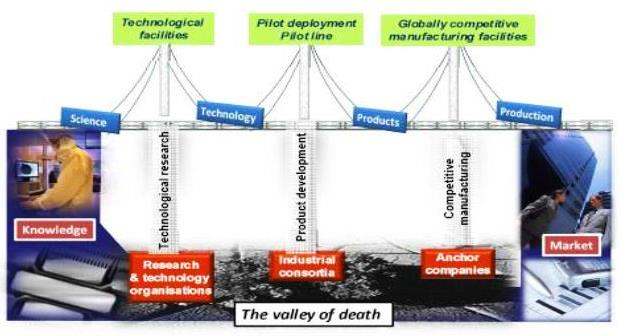 Technological
facilities
Pilot deployment
Pilot line
Globally competitive
manufacturing facilities
Science
Technology
Products
Production
Technological research
Product development
Competitive
manufacturing
Knowledge
Market
Research
& technology
organisations
Industrial
consortia
Anchor
companies
The valley of death